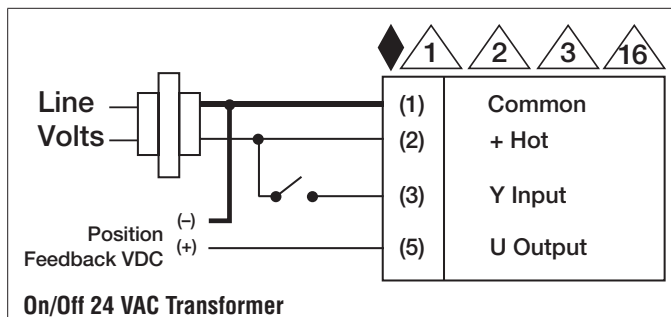 1 2 3 16
Line
Volts
(1) Common
(2) + Hot
(3) Y Input
(5) U Output
Position (–)
Feedback VDC (+)
On/Off 24 VAC Transformer